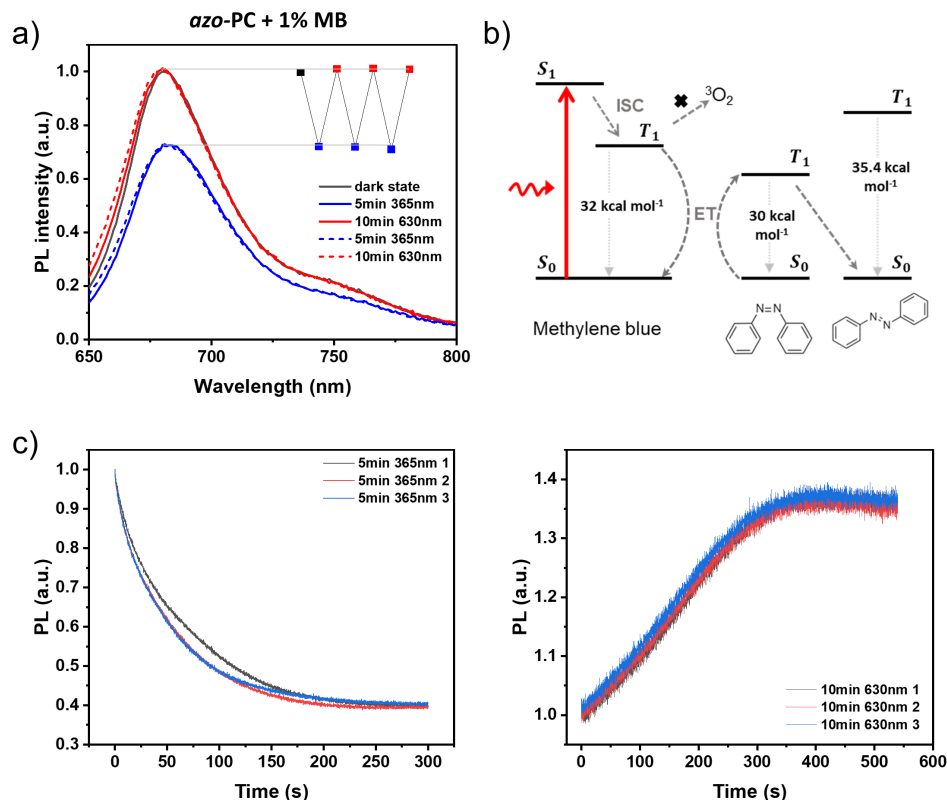 azo-PC + 1% MB
a)
PL intensity (a.u.)
1.0
0.8
0.6
0.4
0.2
0.0
dark state
5min 365nm
10min 630nm
5min 365nm
10min 630nm
650
700
750
800
Wavelength (nm)
b)
S₁
ISC
³O₂
T₁
T₁
T₁
32 kcal mol⁻¹
ET
30 kcal
mol⁻¹
35.4 kcal
mol⁻¹
S₀
S₀
S₀
N=N
N=N
Methylene blue
c)
PL (a.u.)
1.0
0.9
0.8
0.7
0.6
0.5
0.4
0.3
5min 365nm 1
5min 365nm 2
5min 365nm 3
0
50
100
150
200
250
300
Time (s)
PL (a.u.)
1.4
1.3
1.2
1.1
1.0
10min 630nm 1
10min 630nm 2
10min 630nm 3
0
100
200
300
400
500
600
Time (s)